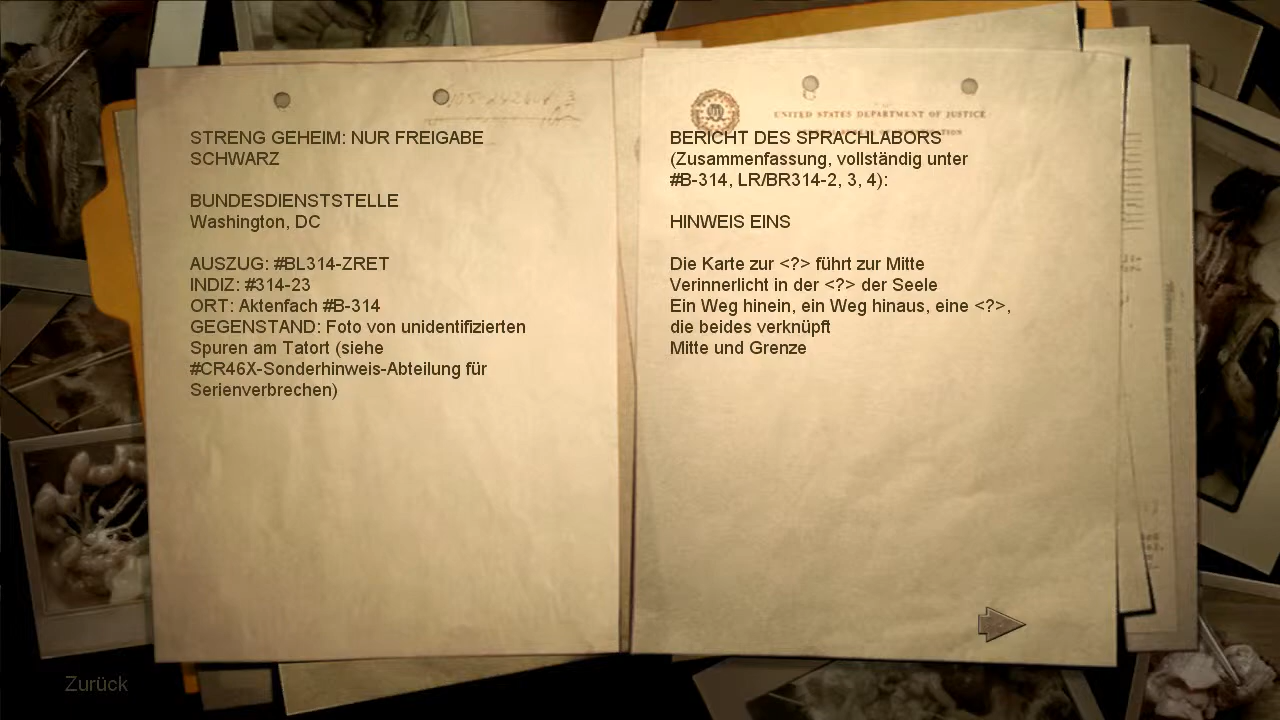 STRENG GEHEIM: NUR FREIGABE
SCHWARZ
BUNDESDIENSTSTELLE
Washington, DC
AUSZUG: #BL314-ZRET
INDIZ: #314-23
ORT: Aktenfach #B-314
GEGENSTAND: Foto von unidentifizierten
Spuren am Tatort (siehe
#CR46X-Sonderhinweis-Abteilung für
Serienverbrechen)
UNITED STATES DEPARTMENT OF JUSTICE
BERICHT DES SPRACHLABORS
(Zusammenfassung, vollständig unter
#B-314, LR/BR314-2, 3, 4):
HINWEIS EINS
Die Karte zur <?> führt zur Mitte
Verinnerlicht in der <?> der Seele
Ein Weg hinein, ein Weg hinaus, eine <?>,
die beides verknüpft
Mitte und Grenze
Zurück